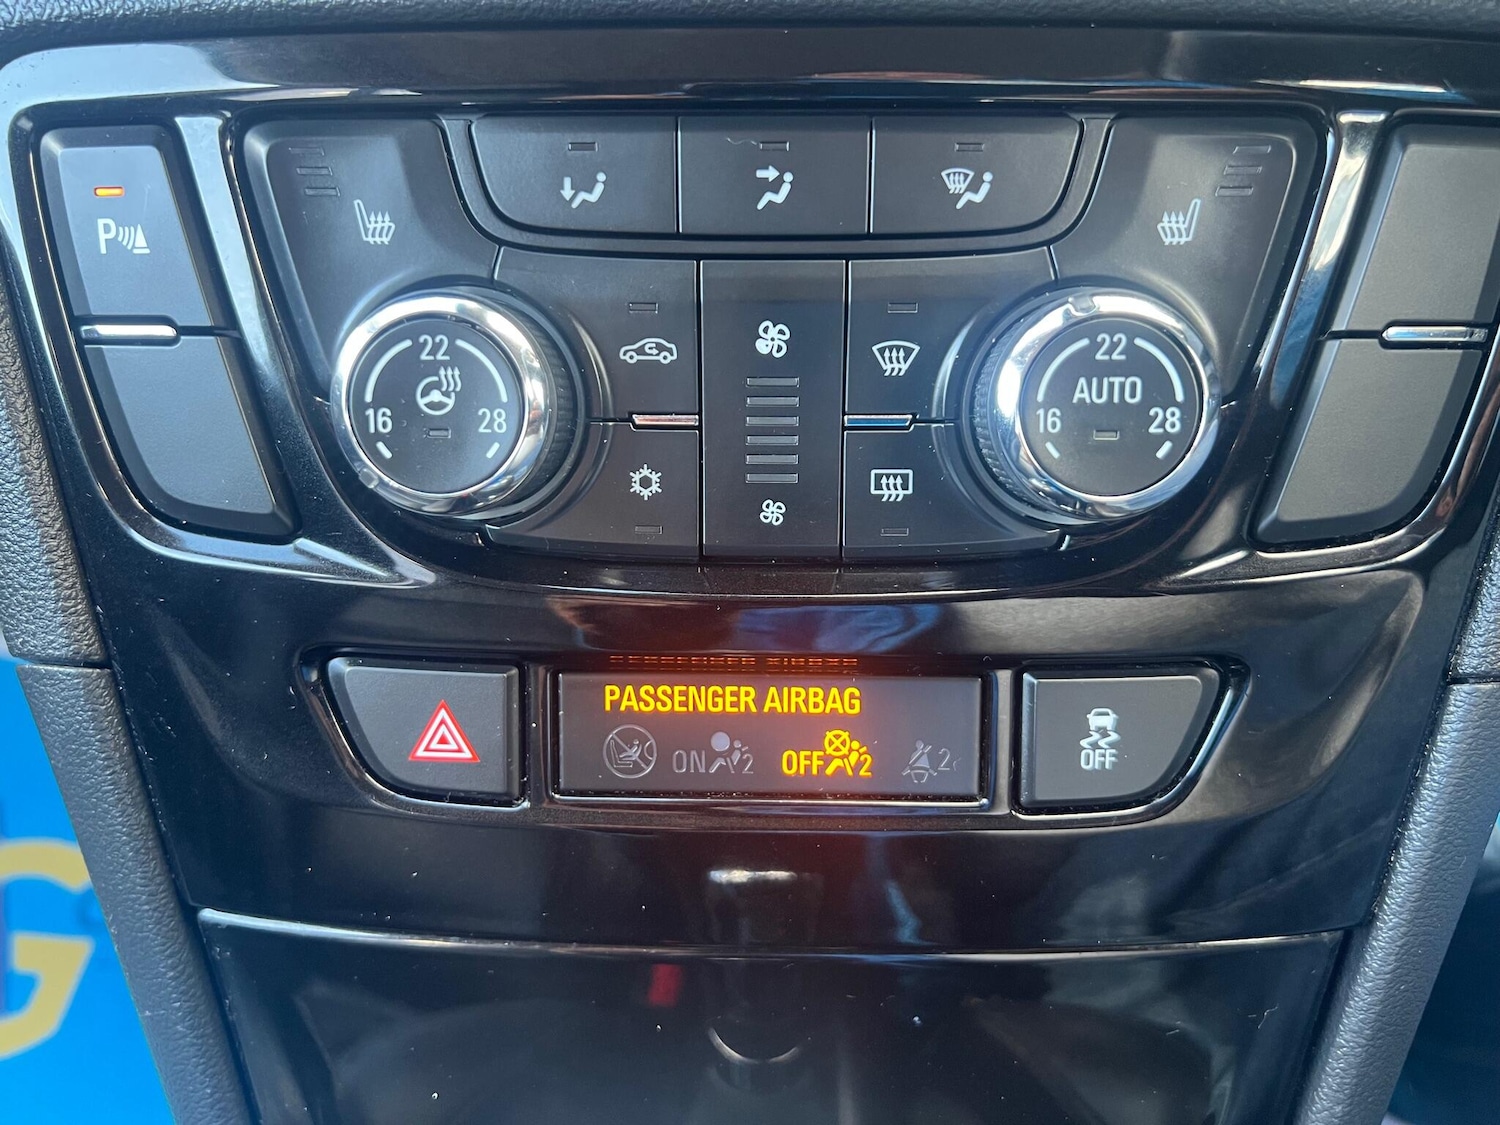 P
22
16
28
22
AUTO
16
28
PASSENGER AIRBAG
ON 2
OFF 2
2
OFF
G